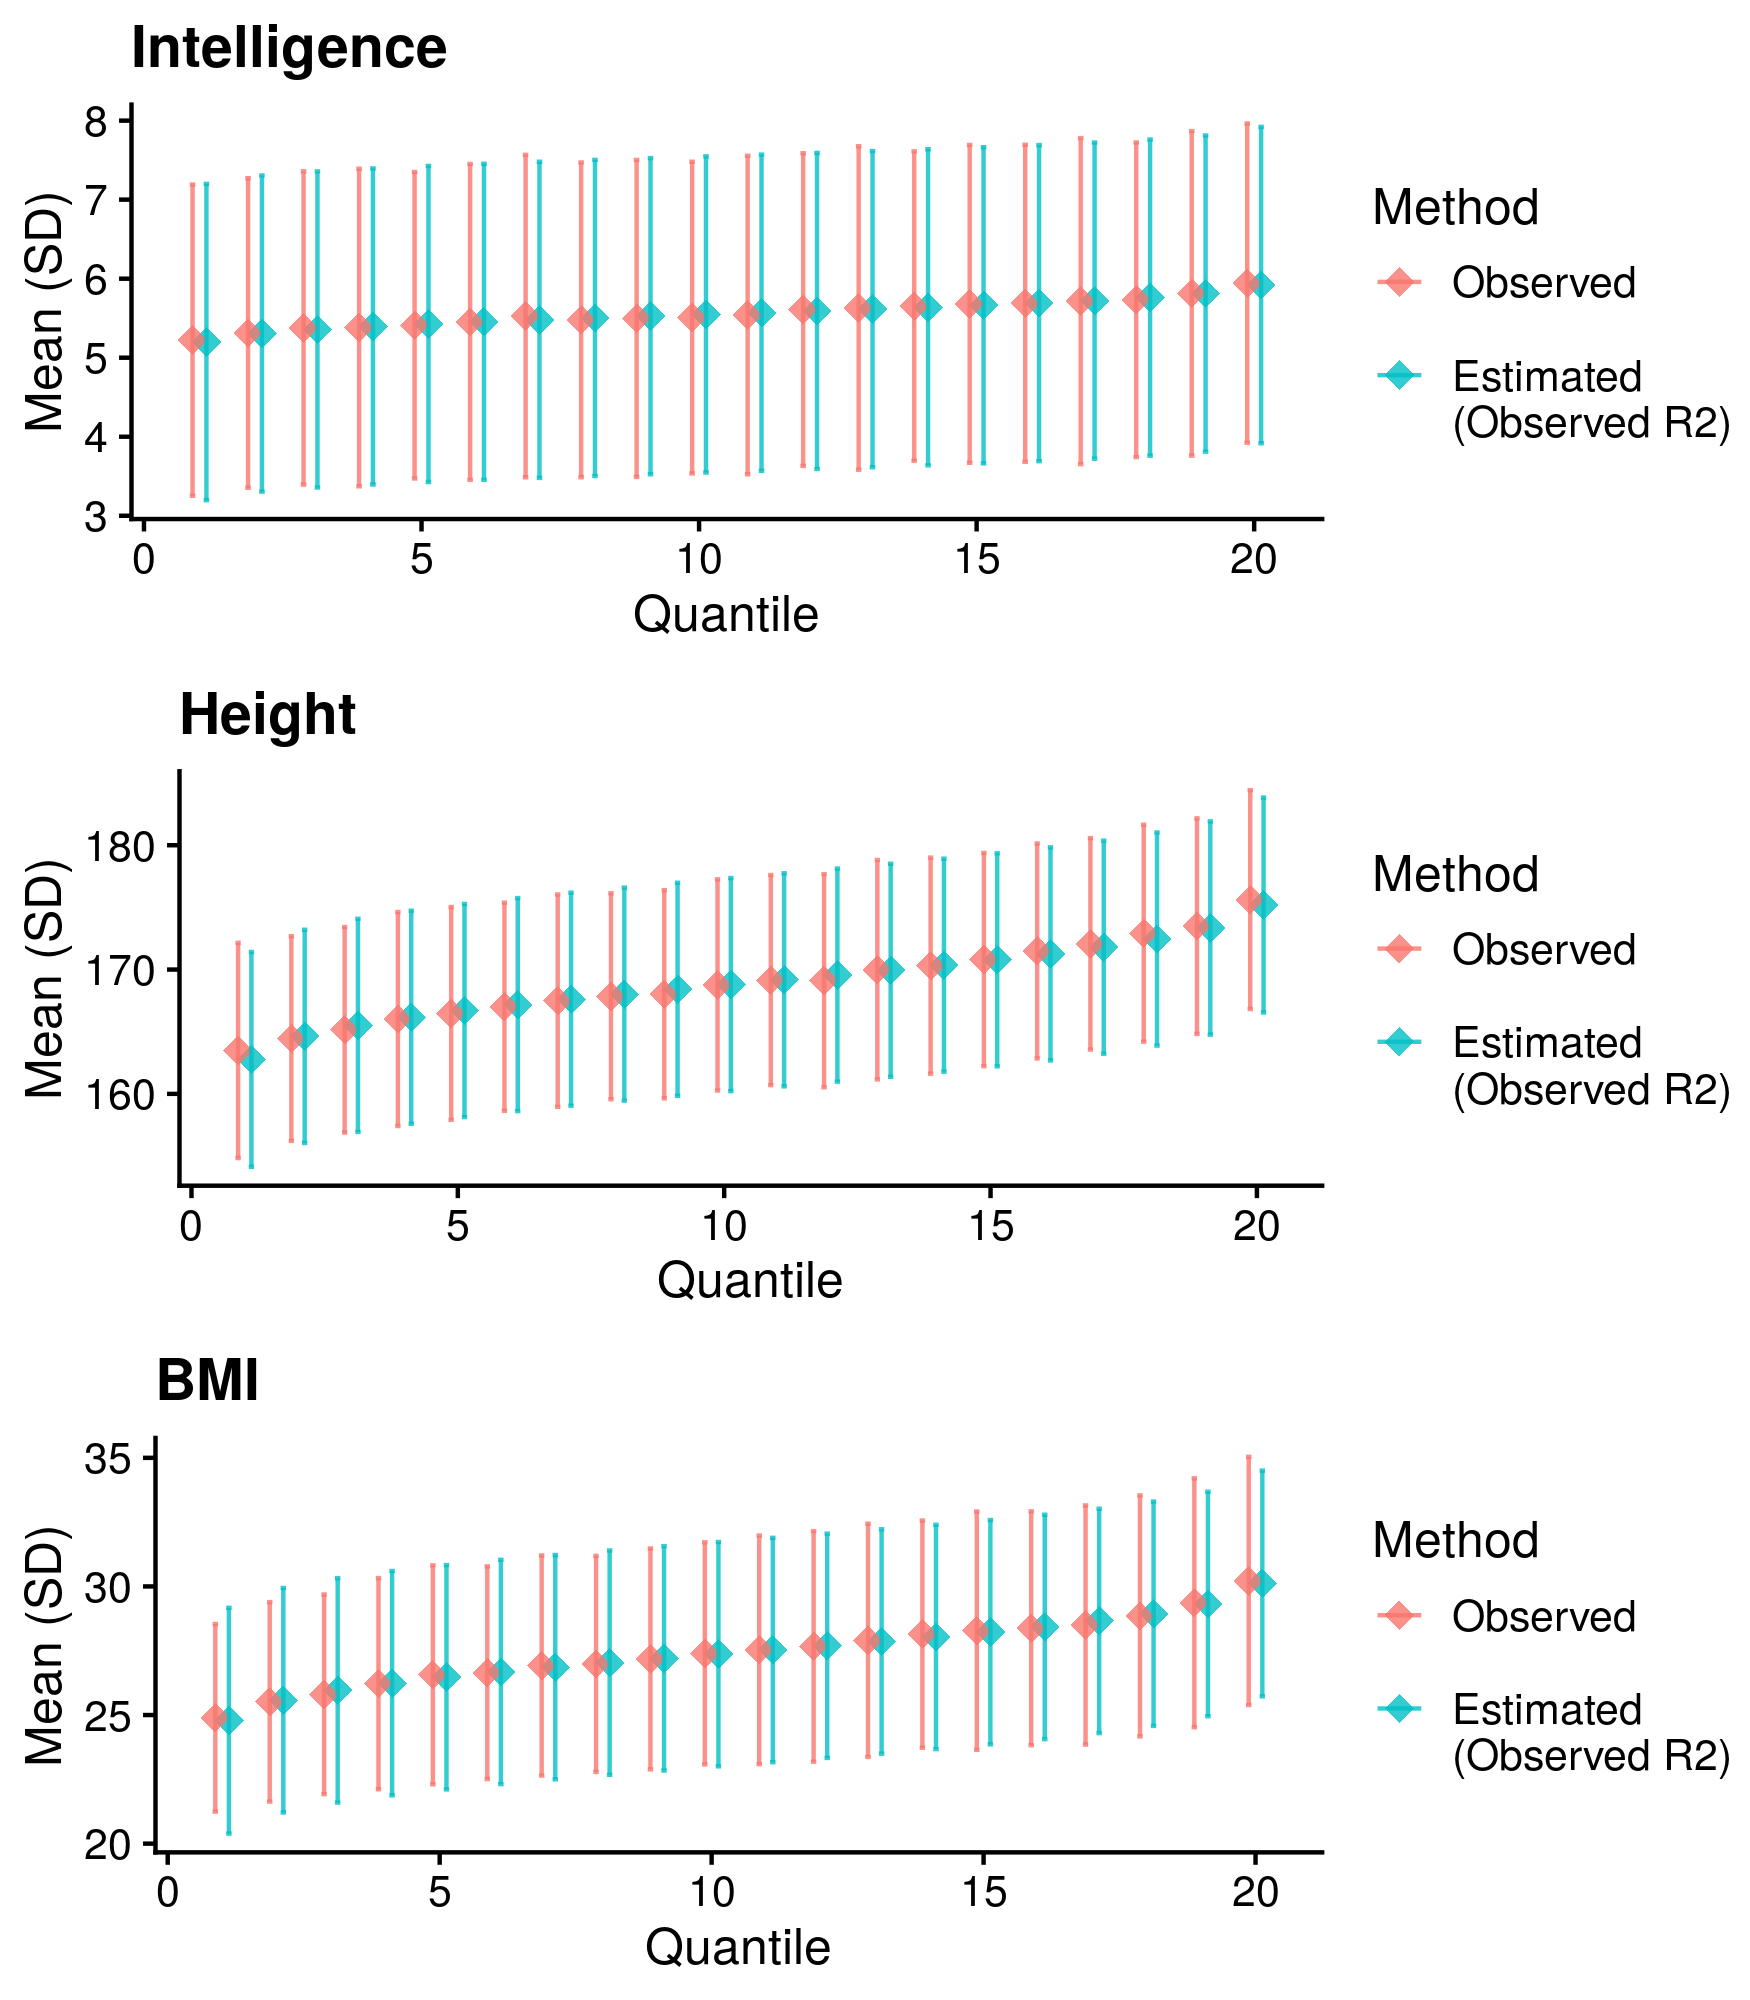 Intelligence
8
7
6
5
4
3
Mean (SD)
0 5 10 15 20
Quantile
Method
Observed
Estimated
(Observed R2)
Height
180
170
160
Mean (SD)
0 5 10 15 20
Quantile
Method
Observed
Estimated
(Observed R2)
BMI
35
30
25
20
Mean (SD)
0 5 10 15 20
Quantile
Method
Observed
Estimated
(Observed R2)